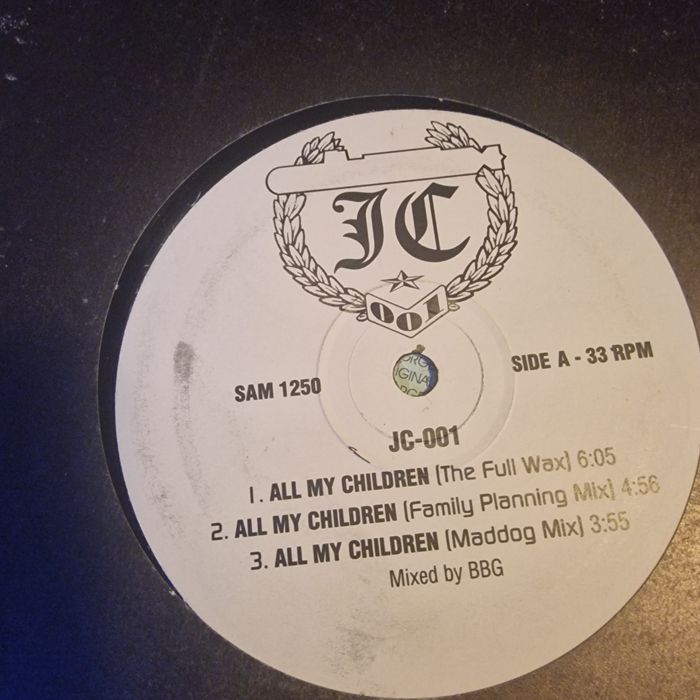 JC
001
SAM 1250
SIDE A - 33 RPM
JC-001
1. ALL MY CHILDREN (The Full Wax) 6:05
2. ALL MY CHILDREN (Family Planning Mix) 4:56
3. ALL MY CHILDREN (Maddog Mix) 3:55
Mixed by BBG